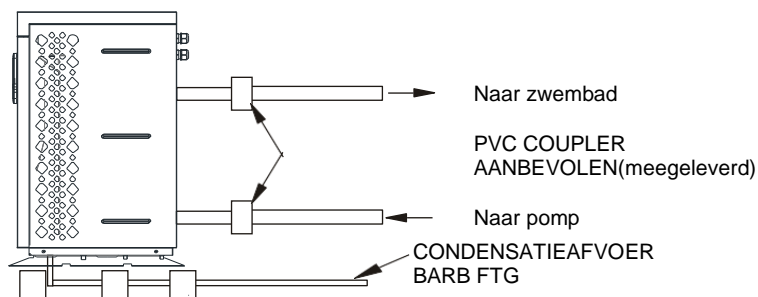 Naar zwembad
PVC COUPLER
AANBEVOLEN(meegeleverd)
Naar pomp
CONDENSATIEAFVOER
BARB FTG